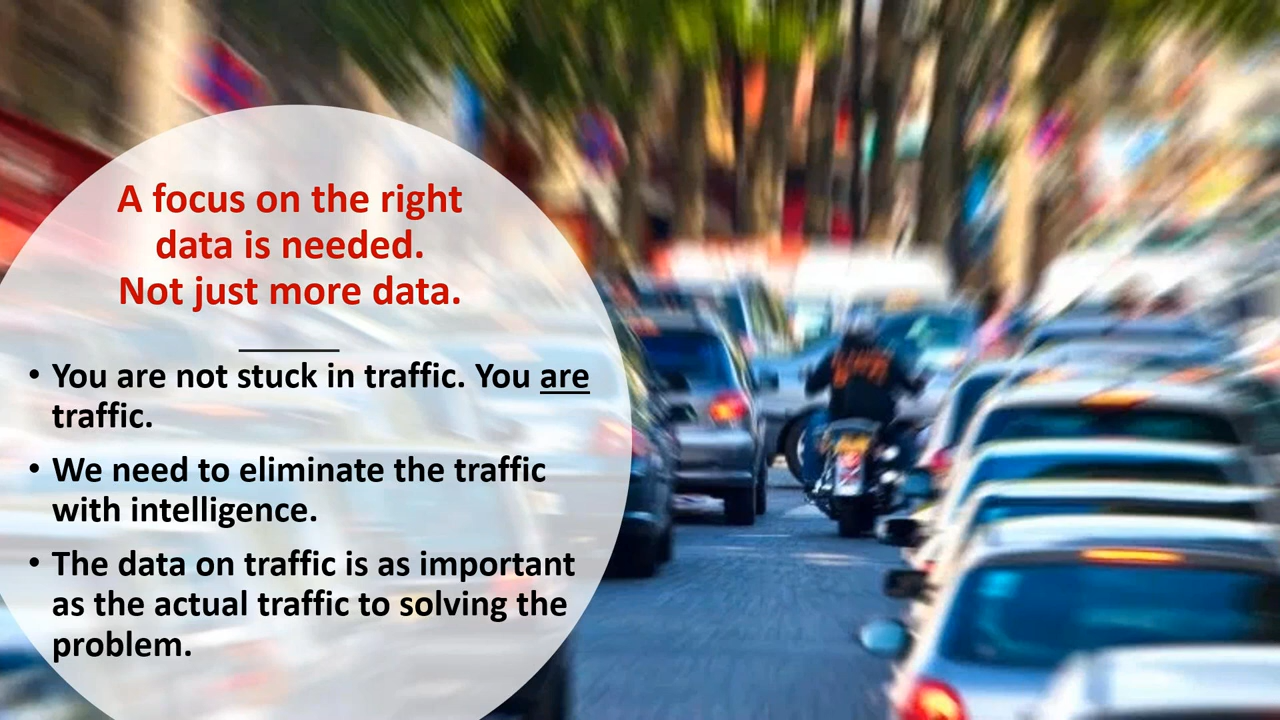 A focus on the right
data is needed.
Not just more data.
• You are not stuck in traffic. You are
traffic.
• We need to eliminate the traffic
with intelligence.
• The data on traffic is as important
as the actual traffic to solving the
problem.